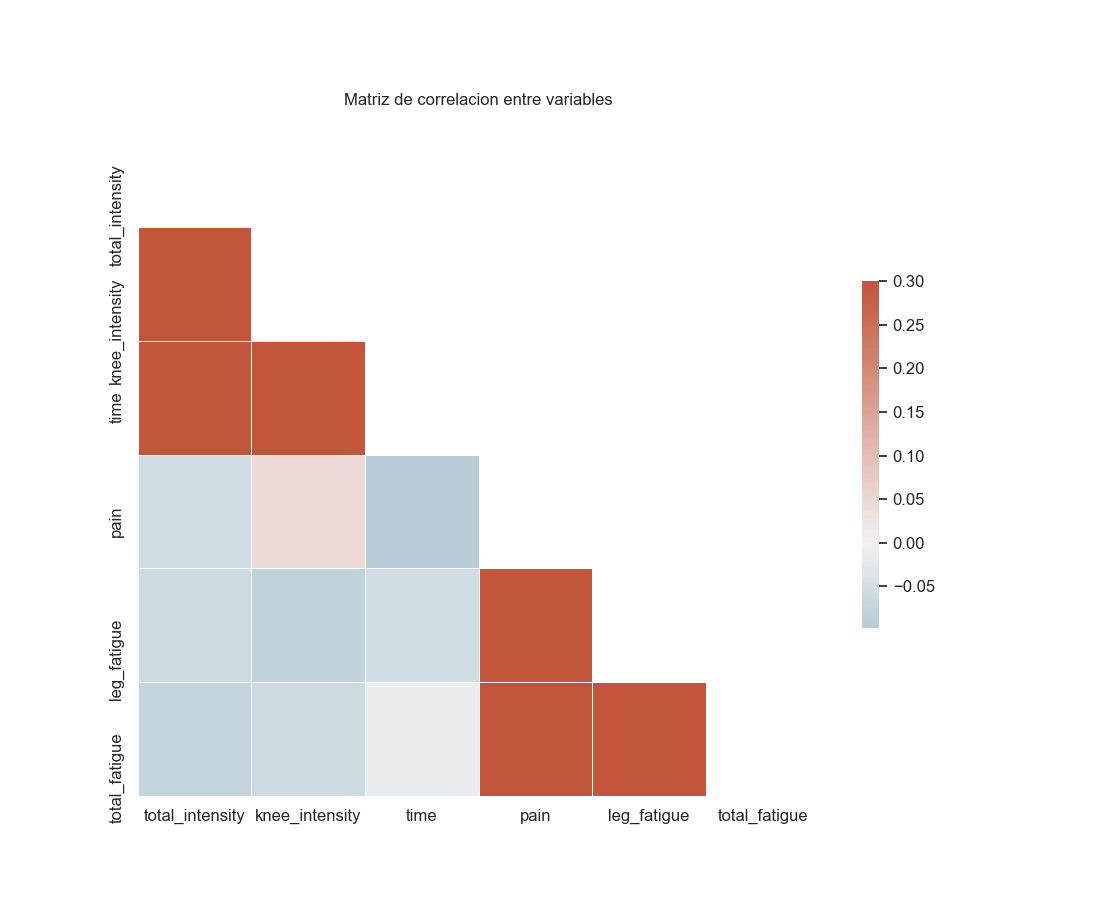 Matriz de correlacion entre variables
total_intensity
knee_intensity
time
pain
leg_fatigue
total_fatigue
0.30
0.25
0.20
0.15
0.10
0.05
0.00
−0.05
total_intensity knee_intensity time pain leg_fatigue total_fatigue